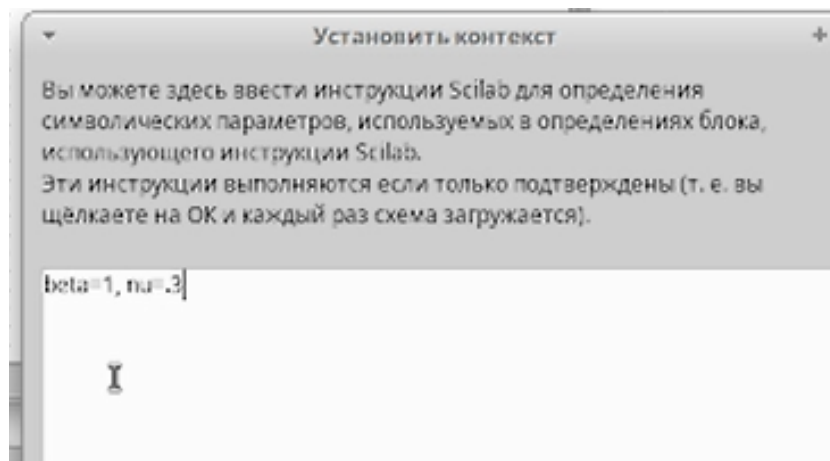 Установить контекст
Вы можете здесь ввести инструкции Scilab для определения
символических параметров, используемых в определениях блока,
использующего инструкции Scilab.
Эти инструкции выполняются если только подтверждены (т. е. вы
щёлкаете на ОК и каждый раз схема загружается).
beta=1, nu=.3